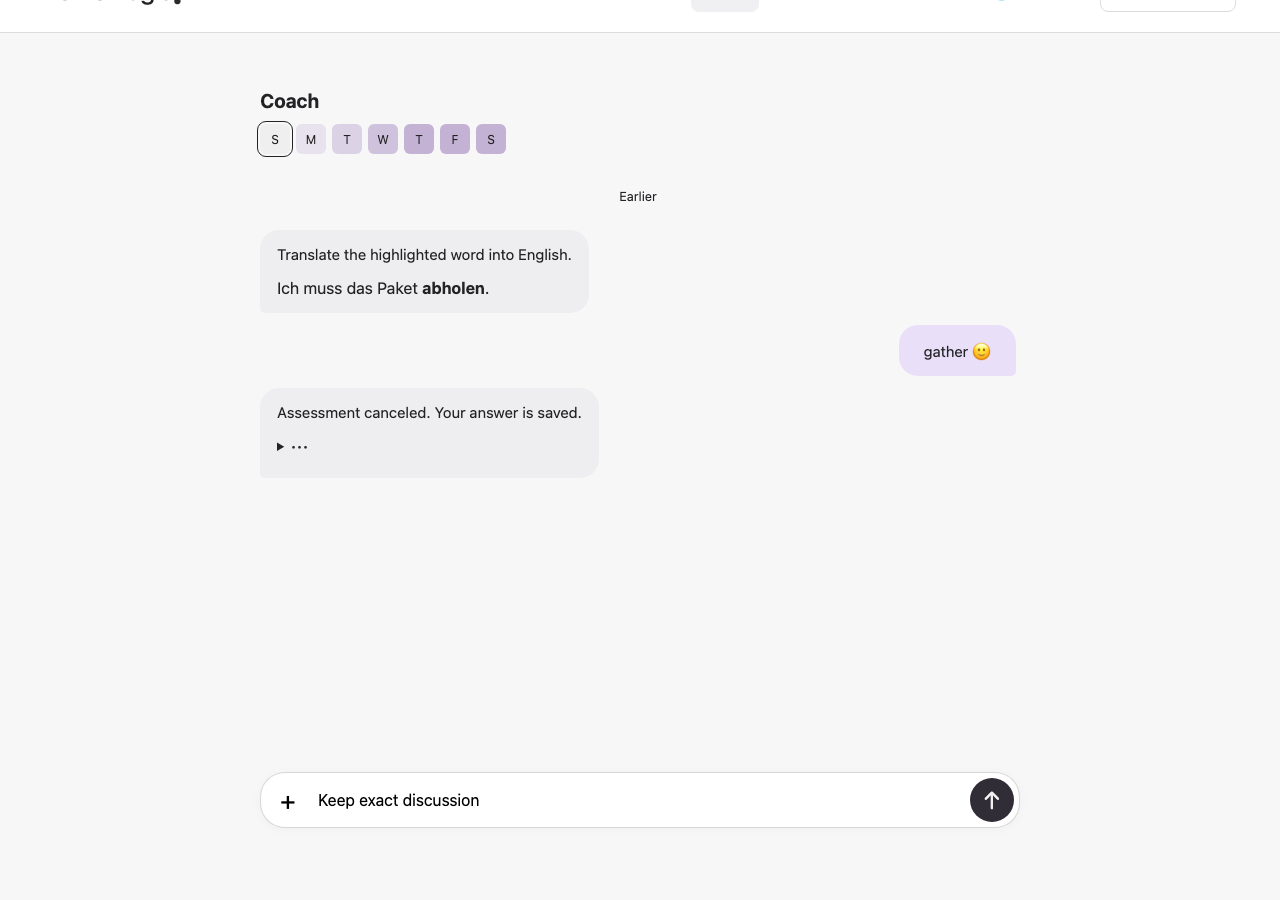 Coach
S M T W T F S
Earlier
Translate the highlighted word into English.
Ich muss das Paket abholen.
gather 🙂
Assessment canceled. Your answer is saved.
▶ ...
+ Keep exact discussion